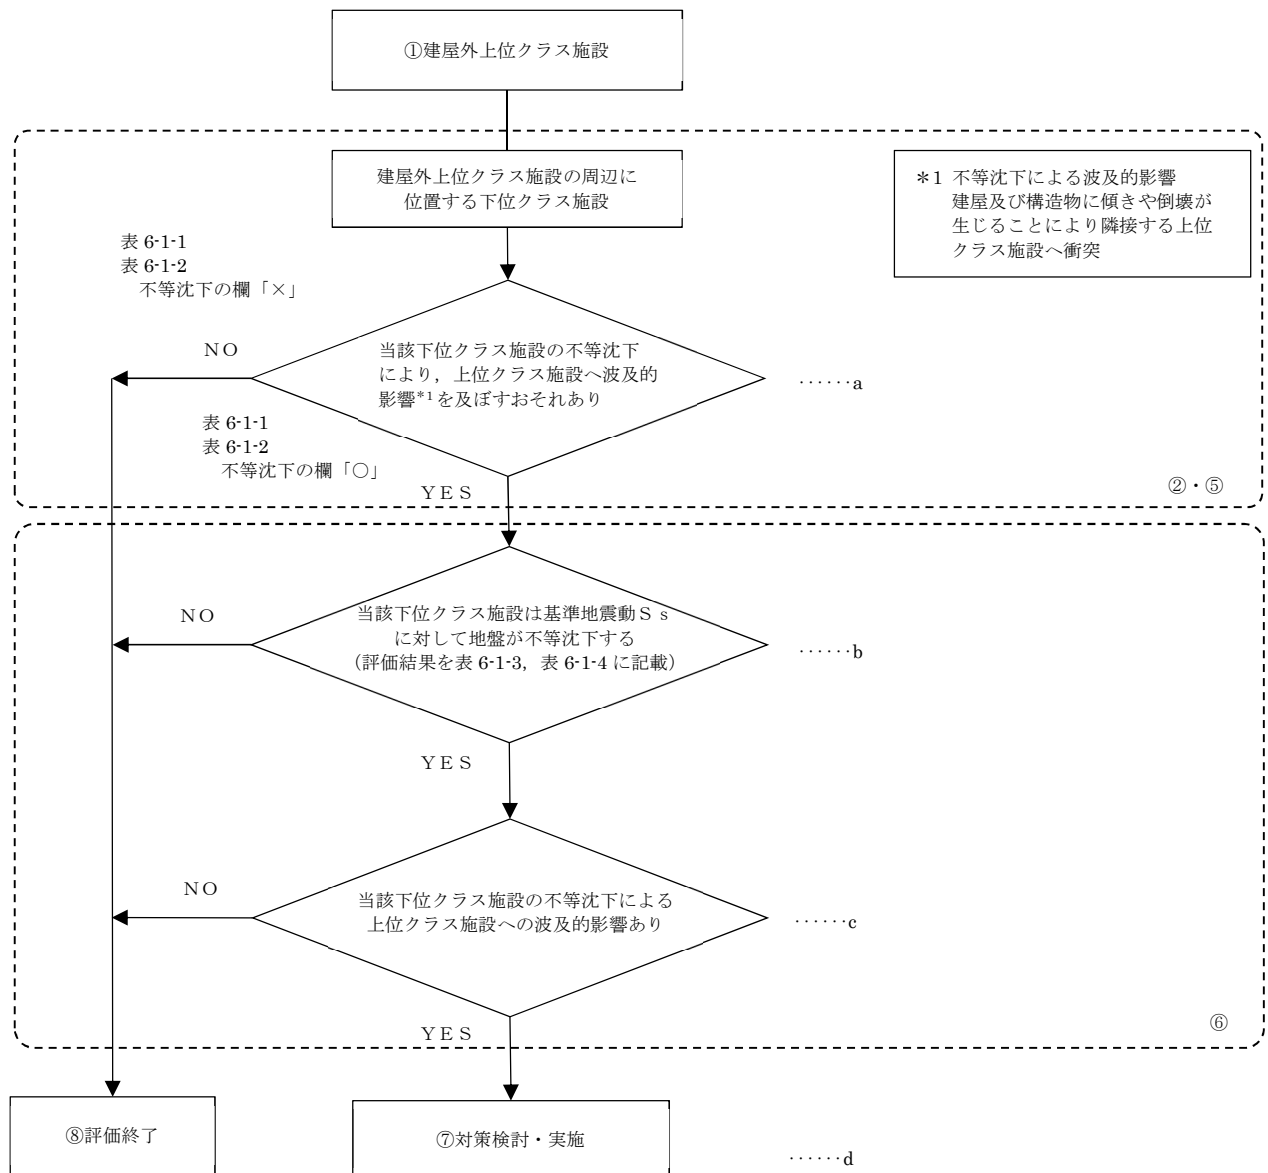 ①建屋外上位クラス施設
建屋外上位クラス施設の周辺に
位置する下位クラス施設
＊1 不等沈下による波及的影響
建屋及び構造物に傾きや倒壊が
生じることにより隣接する上位
クラス施設へ衝突
表 6-1-1
表 6-1-2
不等沈下の欄「×」
ＮＯ
当該下位クラス施設の不等沈下
により，上位クラス施設へ波及的
影響*1を及ぼすおそれあり
……a
表 6-1-1
表 6-1-2
不等沈下の欄「○」
ＹＥＳ
②・⑤
ＮＯ
当該下位クラス施設は基準地震動Ｓｓ
に対して地盤が不等沈下する
（評価結果を表 6-1-3，表 6-1-4 に記載）
……b
ＹＥＳ
ＮＯ
当該下位クラス施設の不等沈下による
上位クラス施設への波及的影響あり
……c
ＹＥＳ
⑥
⑧評価終了
⑦対策検討・実施
……d